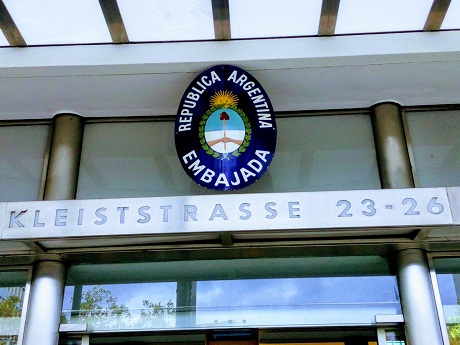 REPUBLICA ARGENTINA
EMBAJADA
KLEISTSTRASSE 23-26